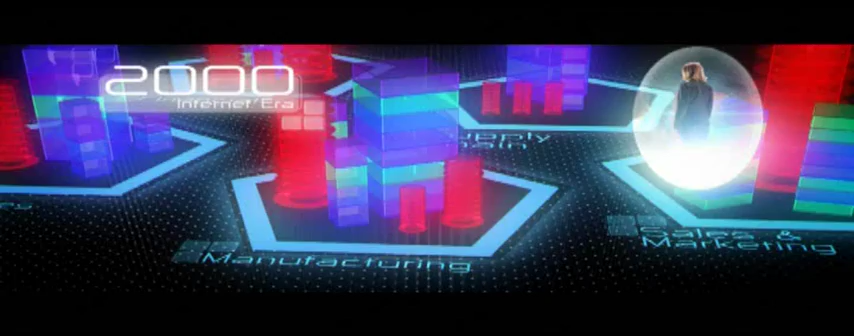 2000
Internet Era
Supply
Chain
Manufacturing
Sales &
Marketing